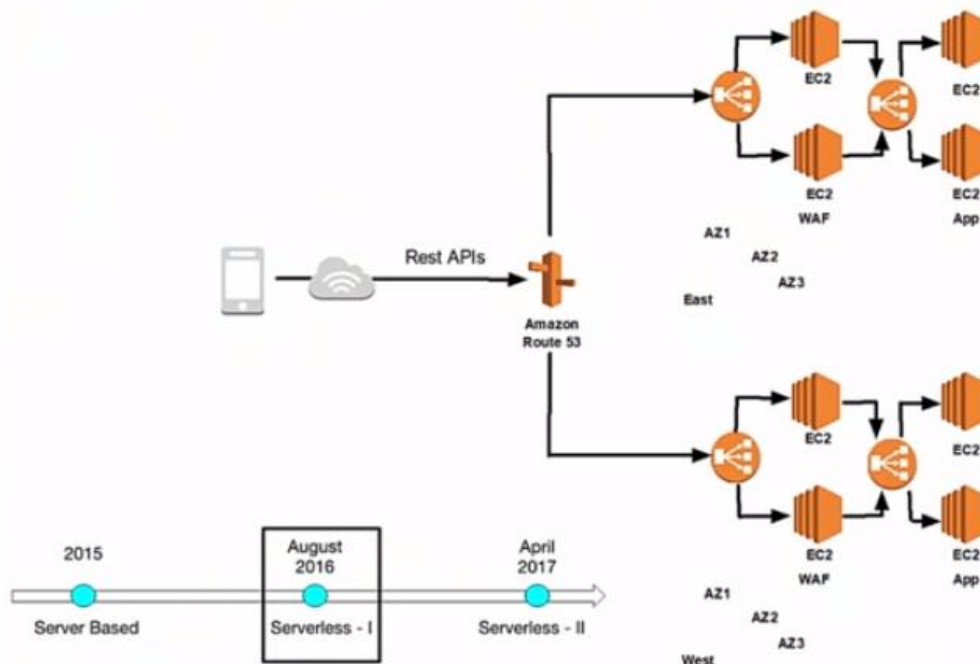 EC2
EC2
EC2
WAF
EC2
App
AZ1
AZ2
AZ3
East
Rest APIs
Amazon
Route 53
EC2
EC2
EC2
WAF
EC2
App
AZ1
AZ2
AZ3
West
2015
Server Based
August
2016
Serverless - I
April
2017
Serverless - II